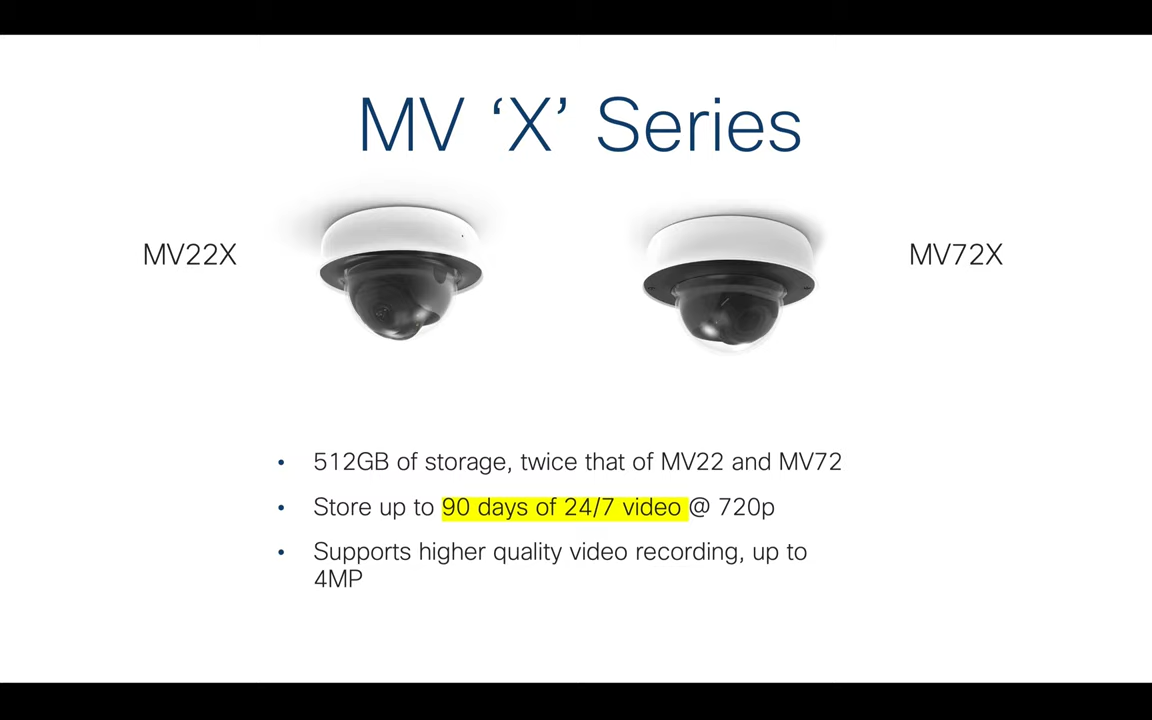 MV ‘X’ Series
MV22X
MV72X
• 512GB of storage, twice that of MV22 and MV72
• Store up to 90 days of 24/7 video @ 720p
• Supports higher quality video recording, up to
4MP